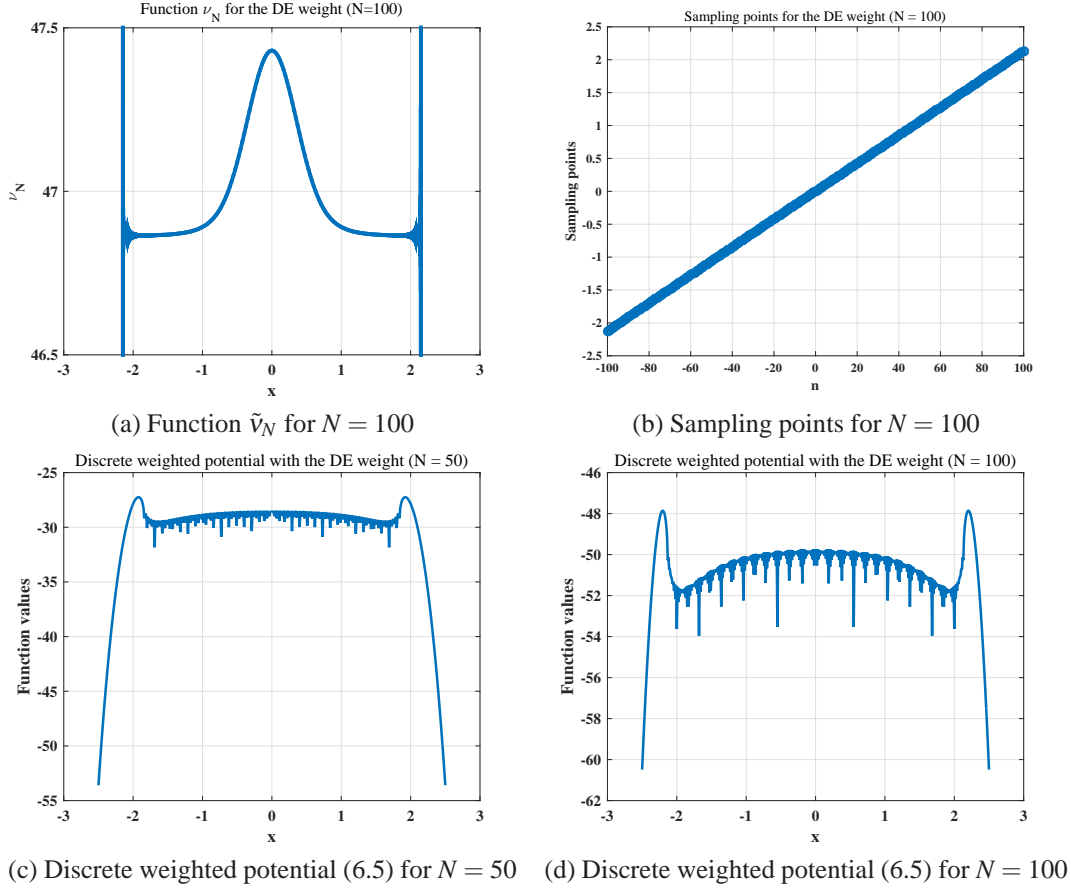 Function ν_N for the DE weight (N=100)
47.5
47
46.5
ν_N
-3 -2 -1 0 1 2 3
x
(a) Function ν̃_N for N = 100
Sampling points for the DE weight (N = 100)
2.5
2
1.5
1
0.5
0
-0.5
-1
-1.5
-2
-2.5
Sampling points
-100 -80 -60 -40 -20 0 20 40 60 80 100
n
(b) Sampling points for N = 100
Discrete weighted potential with the DE weight (N = 50)
-25
-30
-35
-40
-45
-50
-55
Function values
-3 -2 -1 0 1 2 3
x
(c) Discrete weighted potential (6.5) for N = 50
Discrete weighted potential with the DE weight (N = 100)
-46
-48
-50
-52
-54
-56
-58
-60
-62
Function values
-3 -2 -1 0 1 2 3
x
(d) Discrete weighted potential (6.5) for N = 100